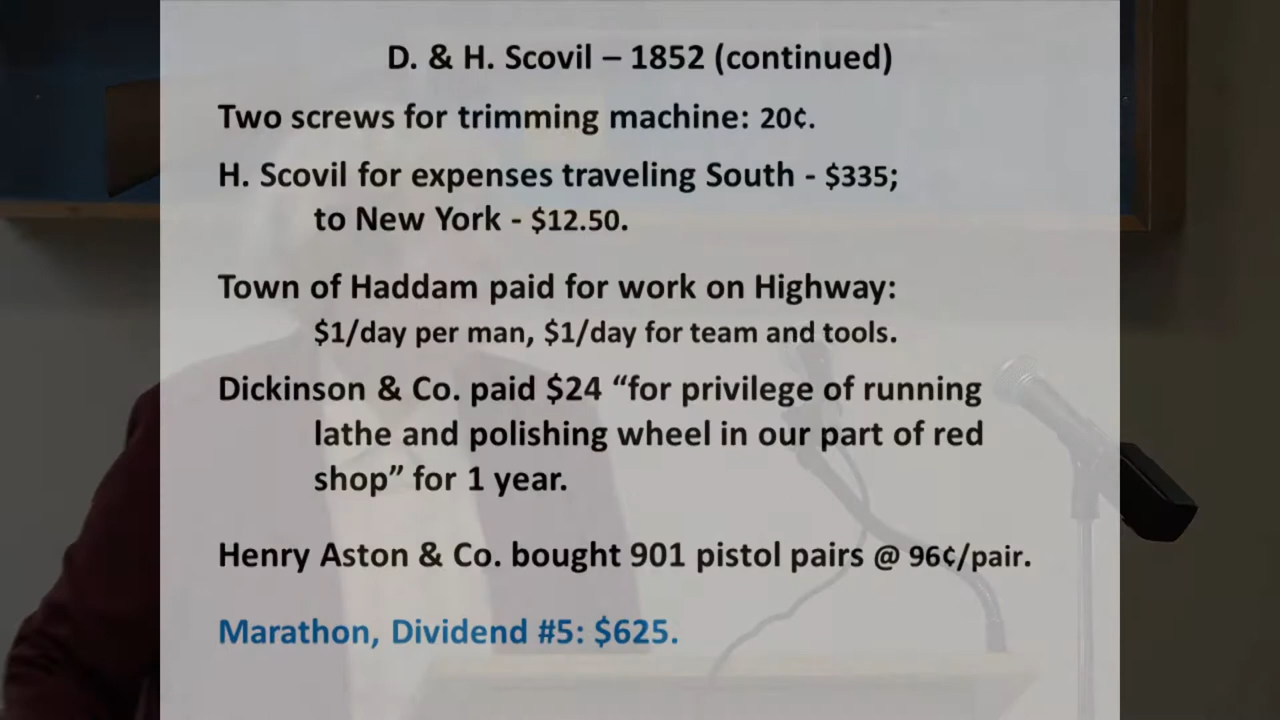 D. & H. Scovil – 1852 (continued)
Two screws for trimming machine: 20¢.
H. Scovil for expenses traveling South - $335;
to New York - $12.50.
Town of Haddam paid for work on Highway:
$1/day per man, $1/day for team and tools.
Dickinson & Co. paid $24 “for privilege of running
lathe and polishing wheel in our part of red
shop” for 1 year.
Henry Aston & Co. bought 901 pistol pairs @ 96¢/pair.
Marathon, Dividend #5: $625.